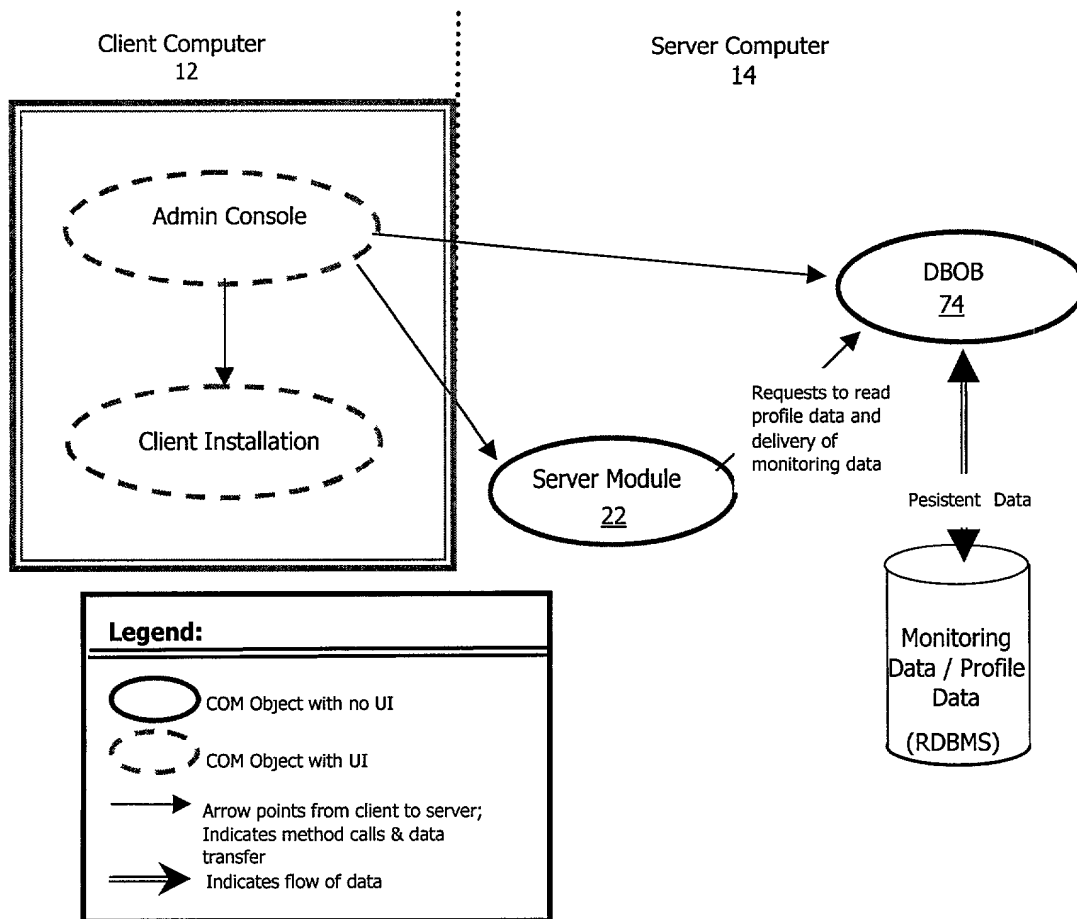 Client Computer
12
Server Computer
14
Admin Console
Client Installation
DBOB
74
Requests to read
profile data and
delivery of
monitoring data
Server Module
22
Pesistent Data
Monitoring
Data / Profile
Data
(RDBMS)
Legend:
COM Object with no UI
COM Object with UI
Arrow points from client to server;
Indicates method calls & data
transfer
Indicates flow of data